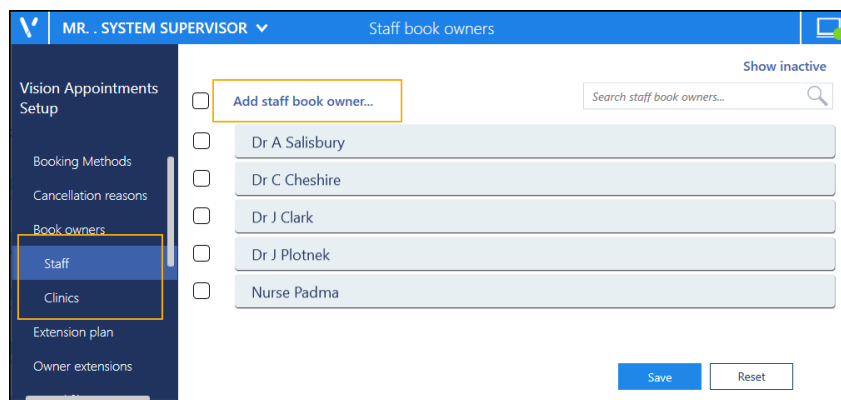 MR. . SYSTEM SUPERVISOR
Staff book owners
Show inactive
Vision Appointments
Setup
Add staff book owner...
Search staff book owners...
Dr A Salisbury
Booking Methods
Dr C Cheshire
Cancellation reasons
Dr J Clark
Book owners
Dr J Plotnek
Staff
Nurse Padma
Clinics
Extension plan
Owner extensions
Save
Reset